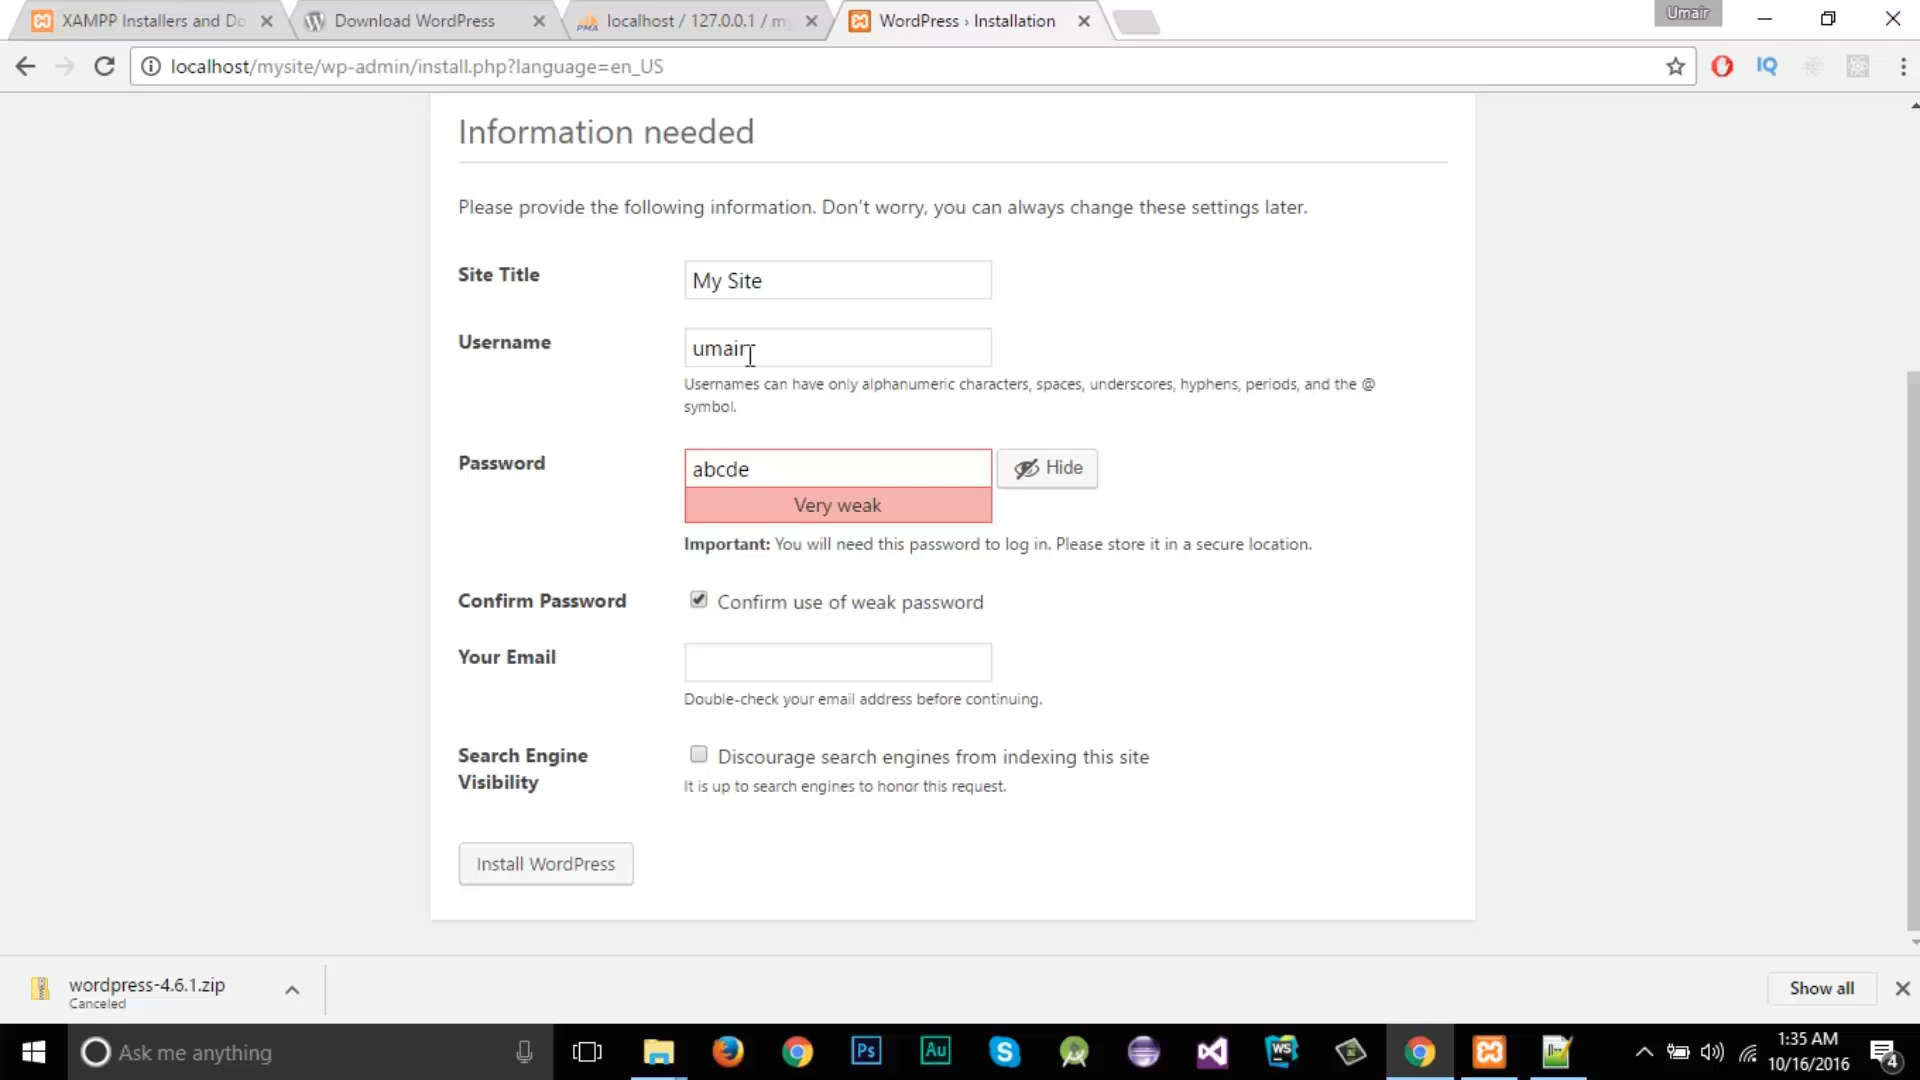 XAMPP Installers and Do
Download WordPress
localhost / 127.0.0.1 / my
WordPress › Installation
Umair
localhost/mysite/wp-admin/install.php?language=en_US
IQ
Information needed
Please provide the following information. Don't worry, you can always change these settings later.
Site Title
My Site
Username
umair
Usernames can have only alphanumeric characters, spaces, underscores, hyphens, periods, and the @
symbol.
Password
abcde
Hide
Very weak
Important: You will need this password to log in. Please store it in a secure location.
Confirm Password
Confirm use of weak password
Your Email
Double-check your email address before continuing.
Search Engine
Visibility
Discourage search engines from indexing this site
It is up to search engines to honor this request.
Install WordPress
wordpress-4.6.1.zip
Canceled
Show all
Ask me anything
Ps
Au
WS
1:35 AM
10/16/2016
4